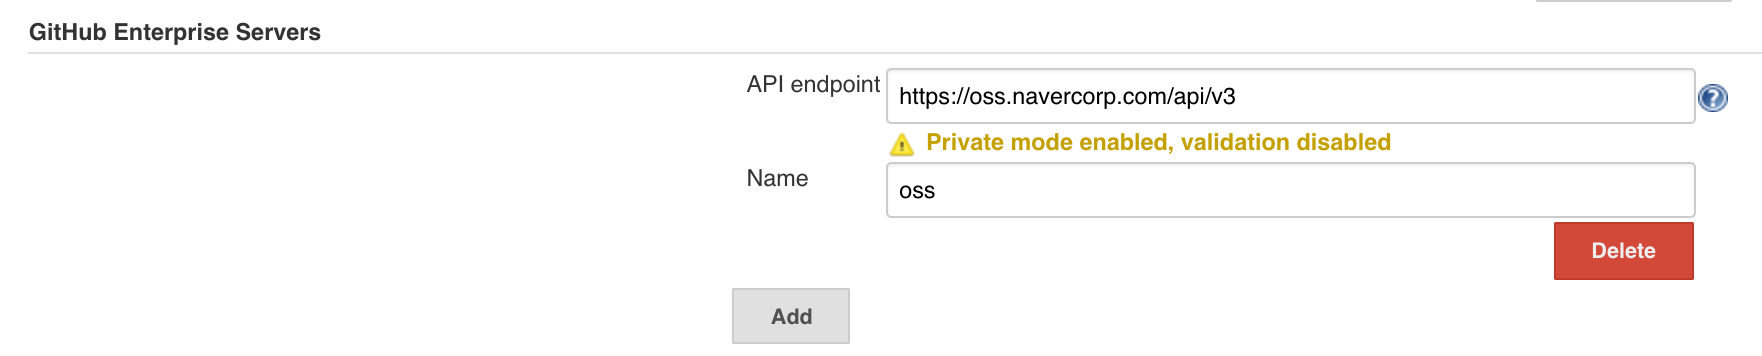 GitHub Enterprise Servers
API endpoint
https://oss.navercorp.com/api/v3
?
Private mode enabled, validation disabled
Name
oss
Delete
Add